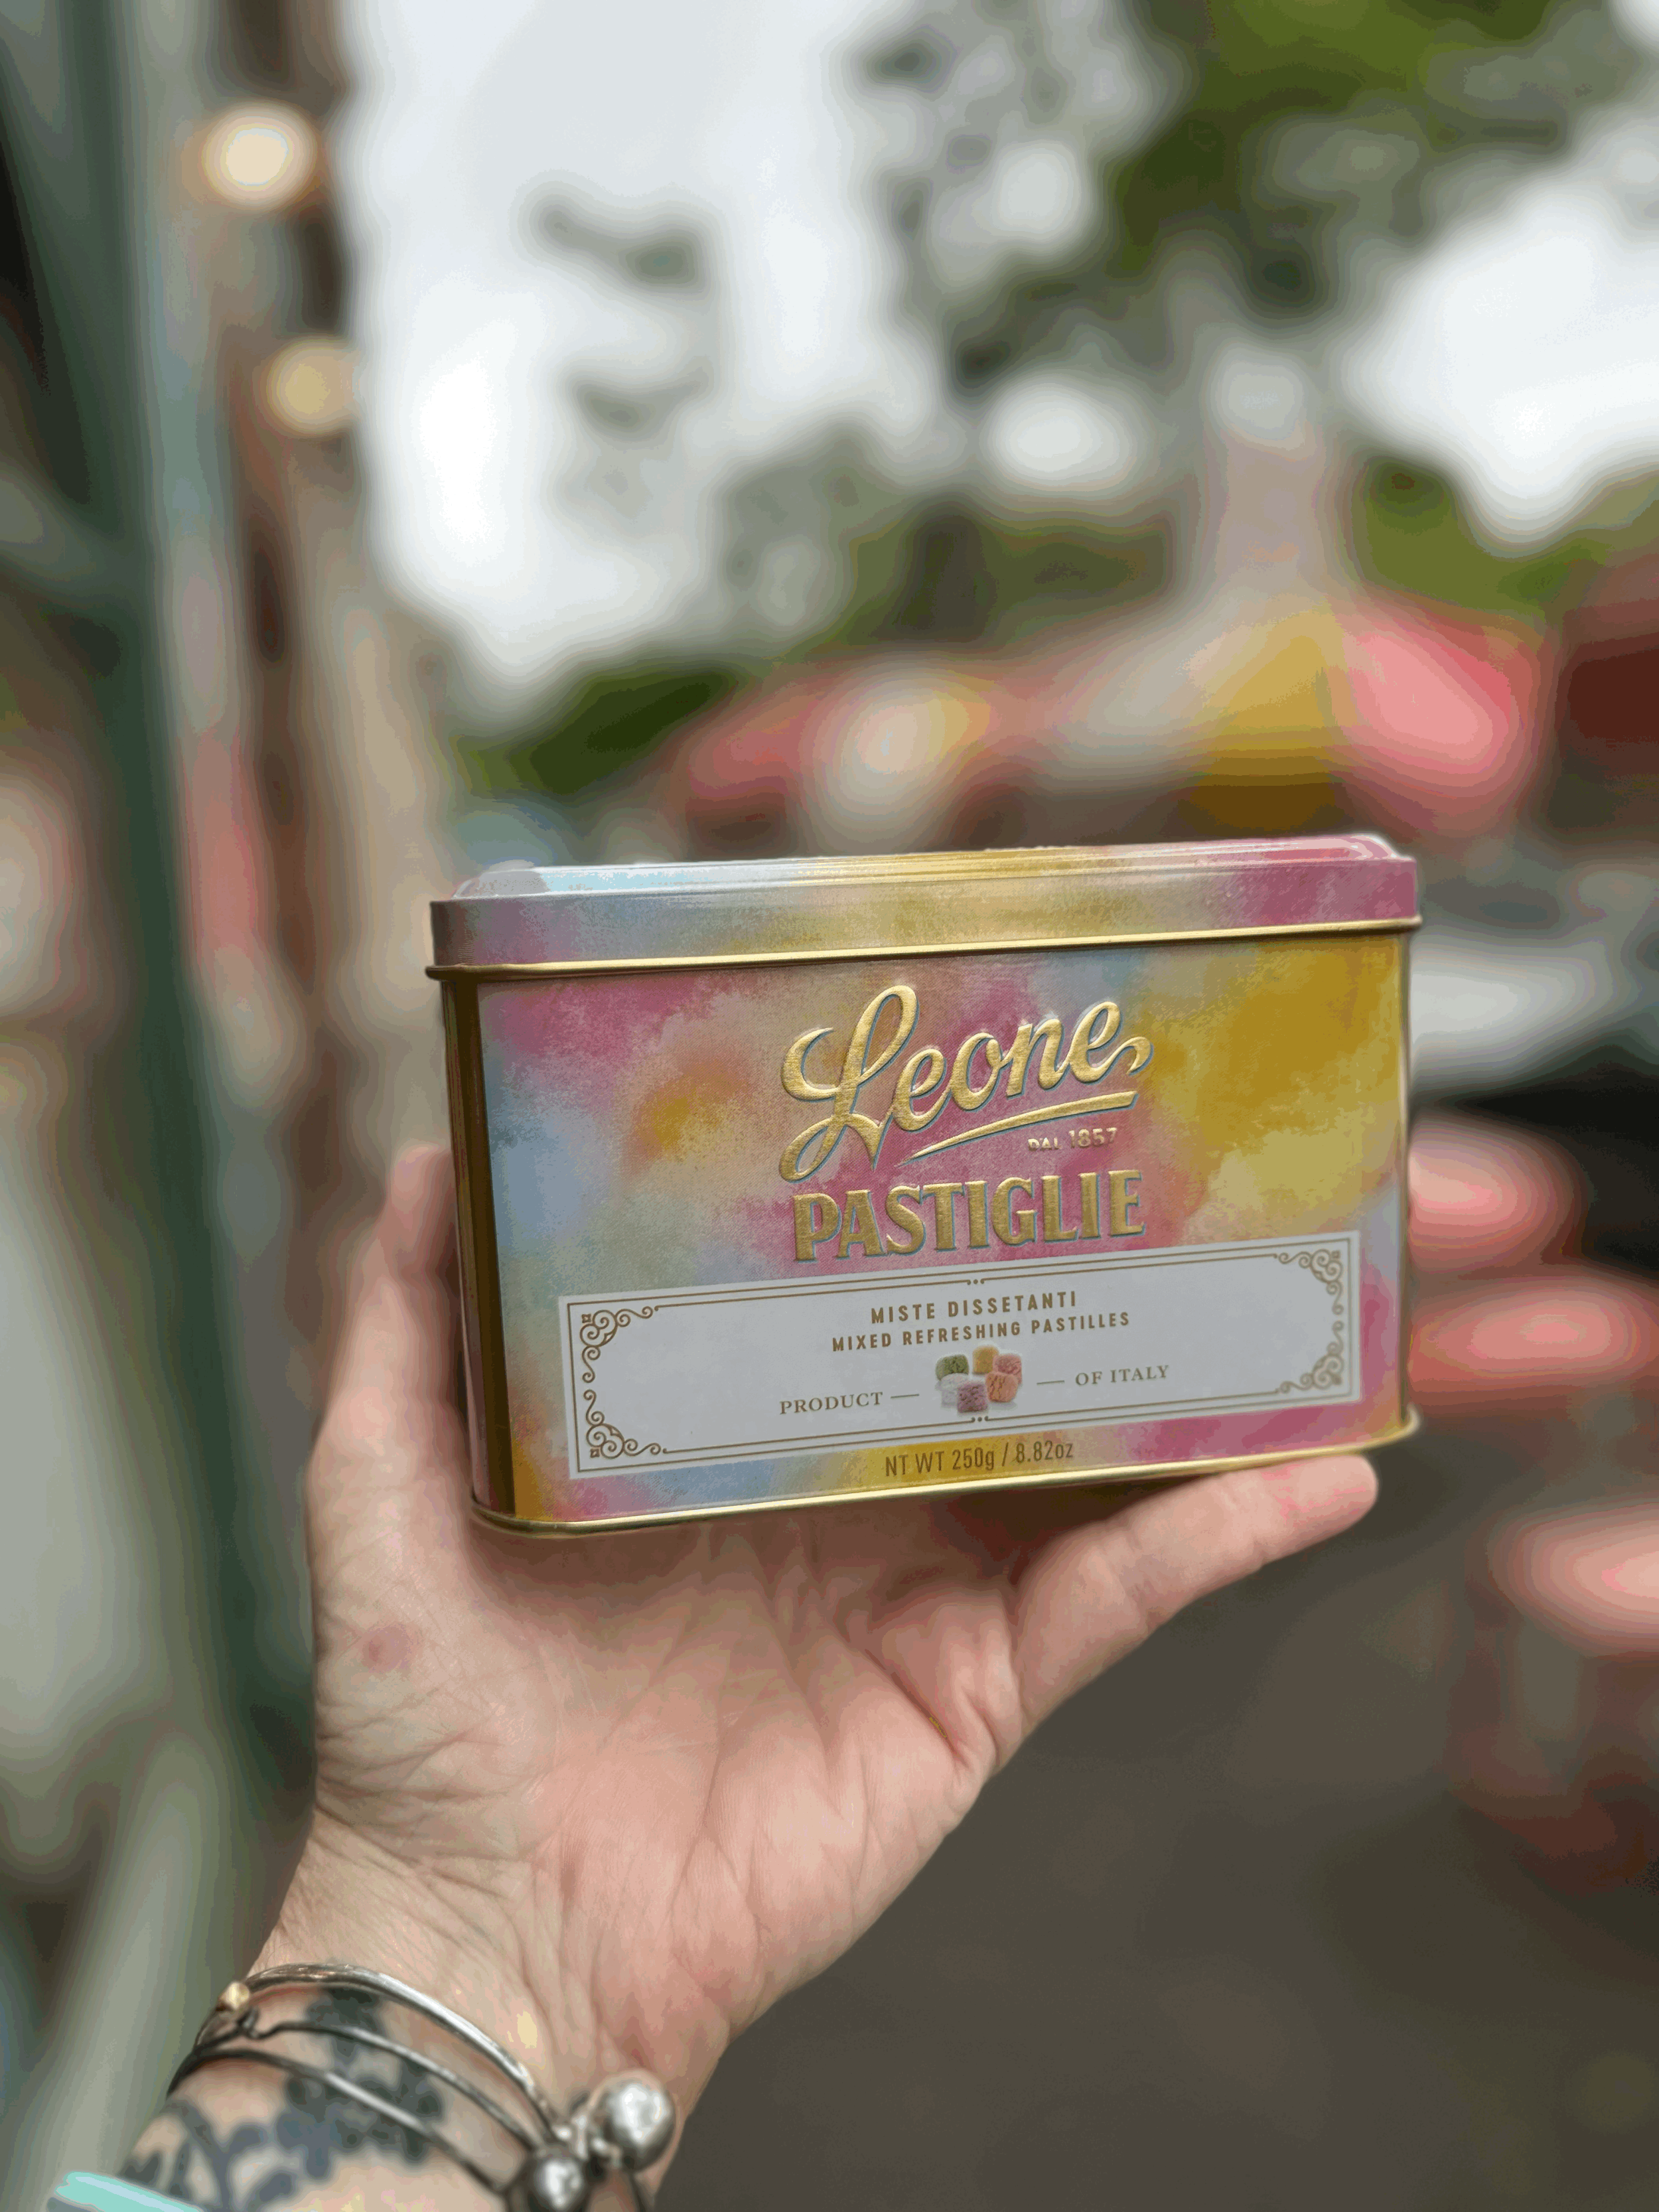 Leone
DAL 1857
PASTIGLIE
MISTE DISSETANTI
MIXED REFRESHING PASTILLES
PRODUCT — — OF ITALY
NT WT 250g / 8.82oz